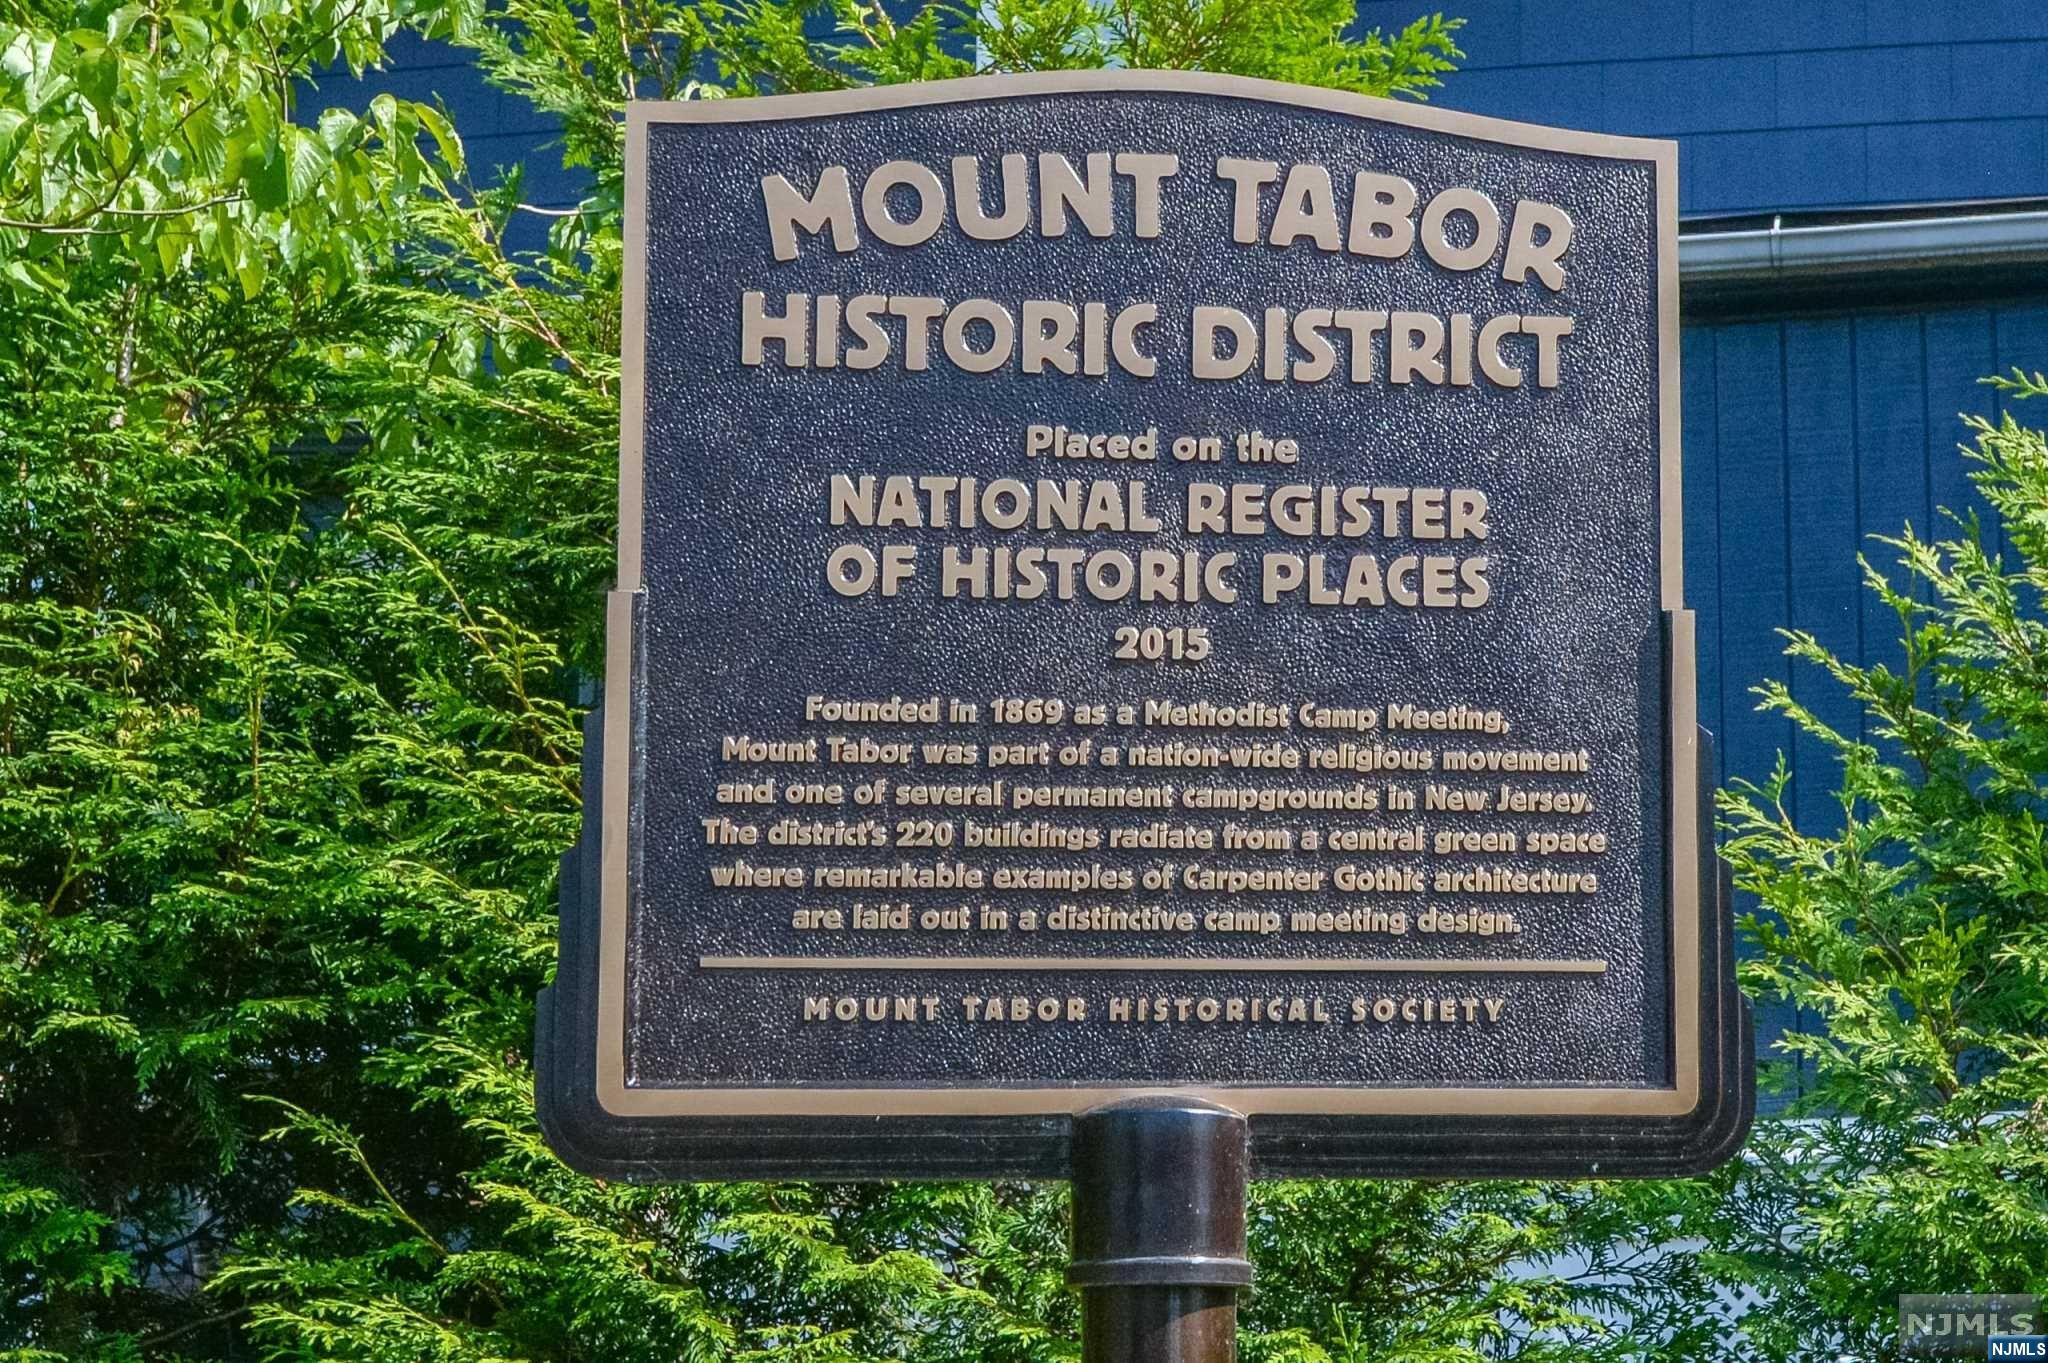 MOUNT TABOR
HISTORIC DISTRICT
Placed on the
NATIONAL REGISTER
OF HISTORIC PLACES
2015
Founded in 1869 as a Methodist Camp Meeting,
Mount Tabor was part of a nation-wide religious movement
and one of several permanent campgrounds in New Jersey.
The district's 220 buildings radiate from a central green space
where remarkable examples of Carpenter Gothic architecture
are laid out in a distinctive camp meeting design.
MOUNT TABOR HISTORICAL SOCIETY
NJMLS
NJMLS